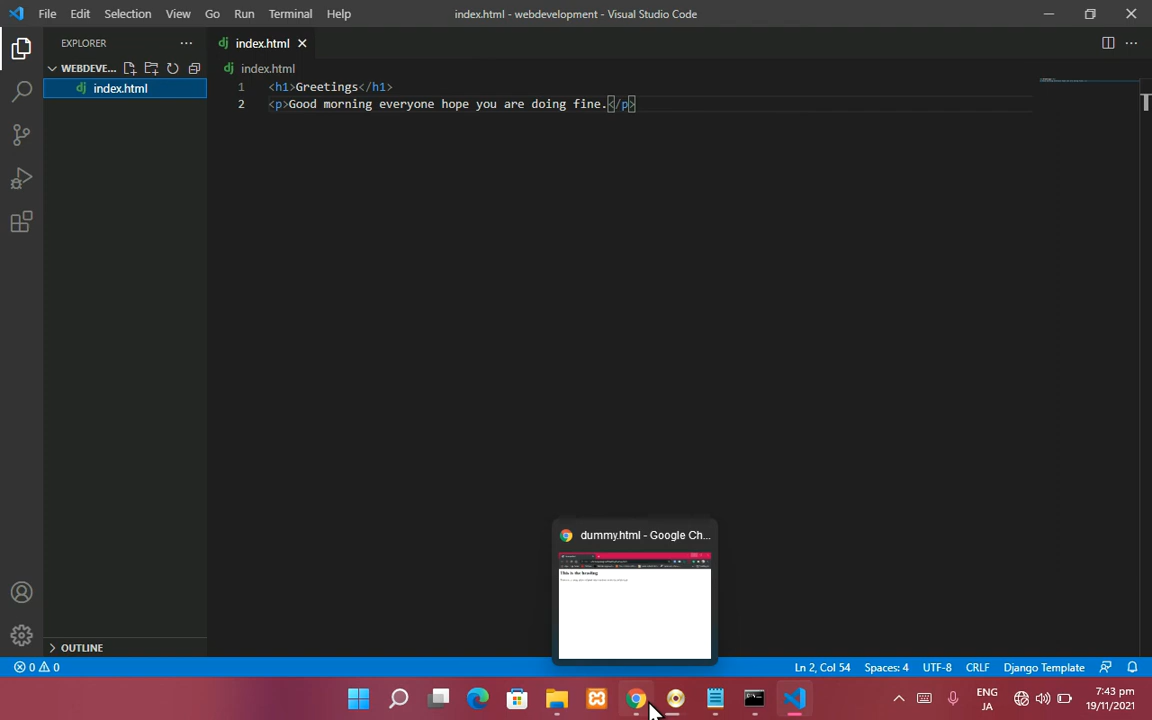 File Edit Selection View Go Run Terminal Help
index.html - webdevelopment - Visual Studio Code
EXPLORER
index.html
WEBDEVE...
index.html
index.html
1 <h1>Greetings</h1>
2 <p>Good morning everyone hope you are doing fine.</p>
dummy.html - Google Ch...
This is the heading
OUTLINE
0 0
Ln 2, Col 54 Spaces: 4 UTF-8 CRLF Django Template
ENG
JA
7:43 pm
19/11/2021